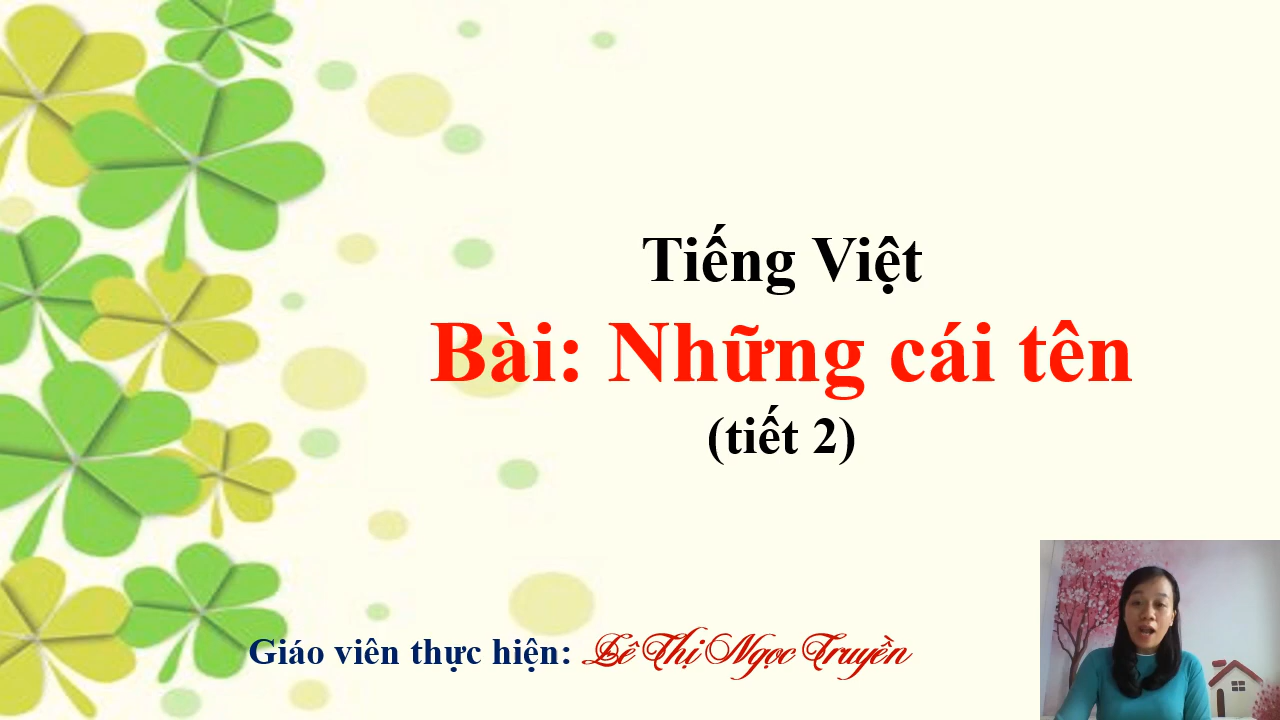 Tiếng Việt
Bài: Những cái tên
(tiết 2)
Giáo viên thực hiện: Lê Thị Ngọc Truyền